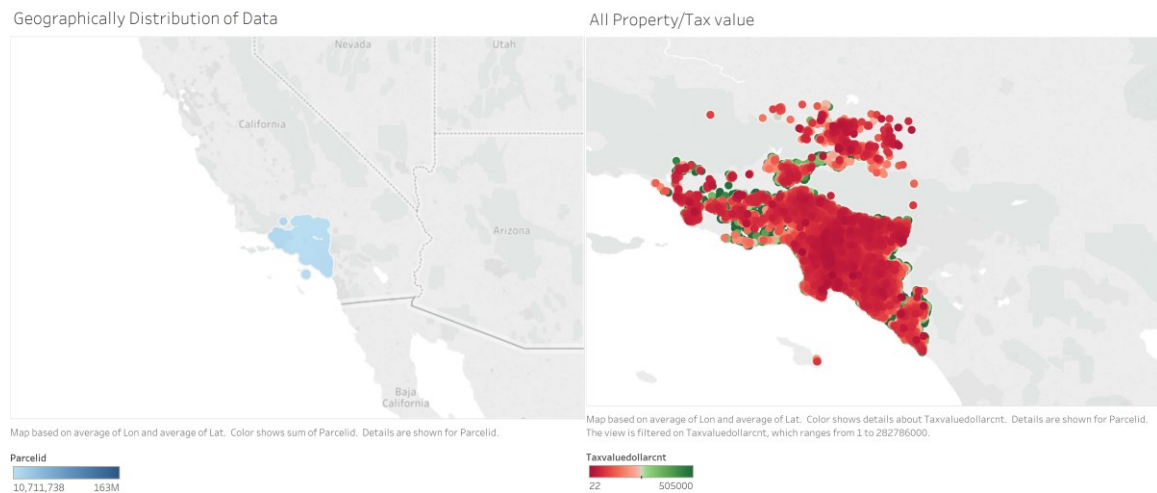 Geographically Distribution of Data
Nevada
Utah
California
Arizona
Baja
California
Map based on average of Lon and average of Lat. Color shows sum of Parcelid. Details are shown for Parcelid.
Parcelid
10,711,738 163M
All Property/Tax value
Map based on average of Lon and average of Lat. Color shows details about Taxvaluedollarcnt. Details are shown for Parcelid.
The view is filtered on Taxvaluedollarcnt, which ranges from 1 to 282786000.
Taxvaluedollarcnt
22 505000